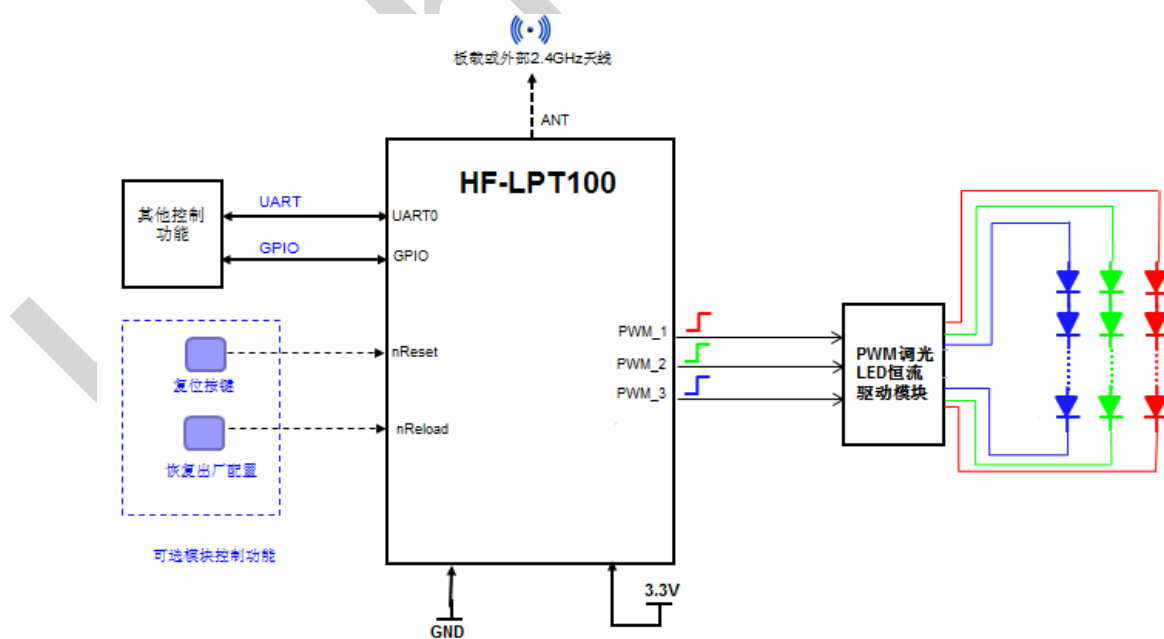 板载或外部2.4GHz天线
ANT
HF-LPT100
其他控制
功能
UART
GPIO
UART0
GPIO
nReset
复位按键
nReload
恢复出厂配置
可选模块控制功能
PWM_1
PWM_2
PWM_3
PWM调光
LED恒流
驱动模块
3.3V
GND